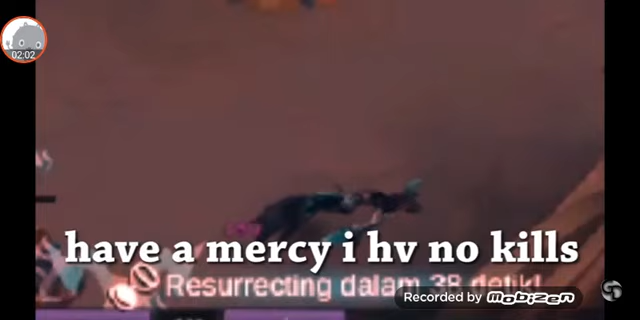 02:02
have a mercy i hv no kills
Resurrecting dalam 38 detik!
Recorded by MOBIZEN